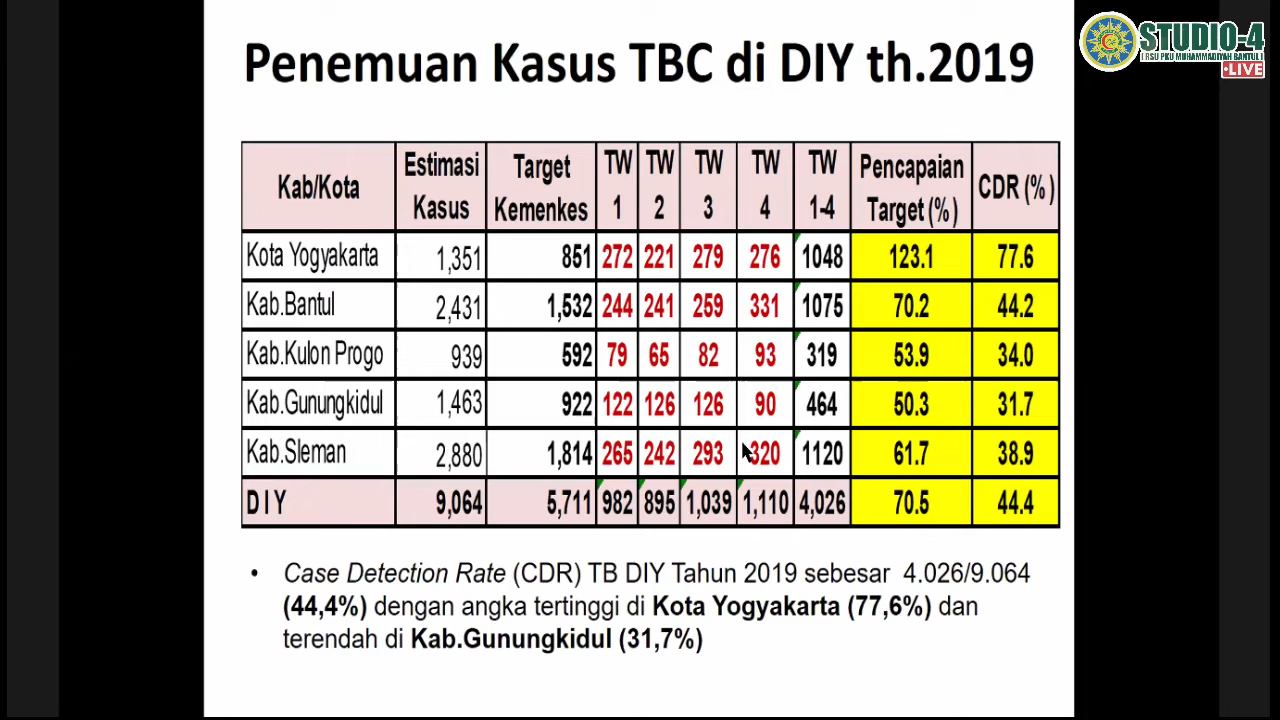 Penemuan Kasus TBC di DIY th.2019
STUDIO-4
[ RSU PKU MUHAMMADIYAH BANTUL ]
•LIVE
Kab/Kota Estimasi Kasus Target Kemenkes TW 1 TW 2 TW 3 TW 4 TW 1-4 Pencapaian Target (%) CDR (%)
Kota Yogyakarta 1,351 851 272 221 279 276 1048 123.1 77.6
Kab.Bantul 2,431 1,532 244 241 259 331 1075 70.2 44.2
Kab.Kulon Progo 939 592 79 65 82 93 319 53.9 34.0
Kab.Gunungkidul 1,463 922 122 126 126 90 464 50.3 31.7
Kab.Sleman 2,880 1,814 265 242 293 320 1120 61.7 38.9
D I Y 9,064 5,711 982 895 1,039 1,110 4,026 70.5 44.4
• Case Detection Rate (CDR) TB DIY Tahun 2019 sebesar 4.026/9.064
(44,4%) dengan angka tertinggi di Kota Yogyakarta (77,6%) dan
terendah di Kab.Gunungkidul (31,7%)